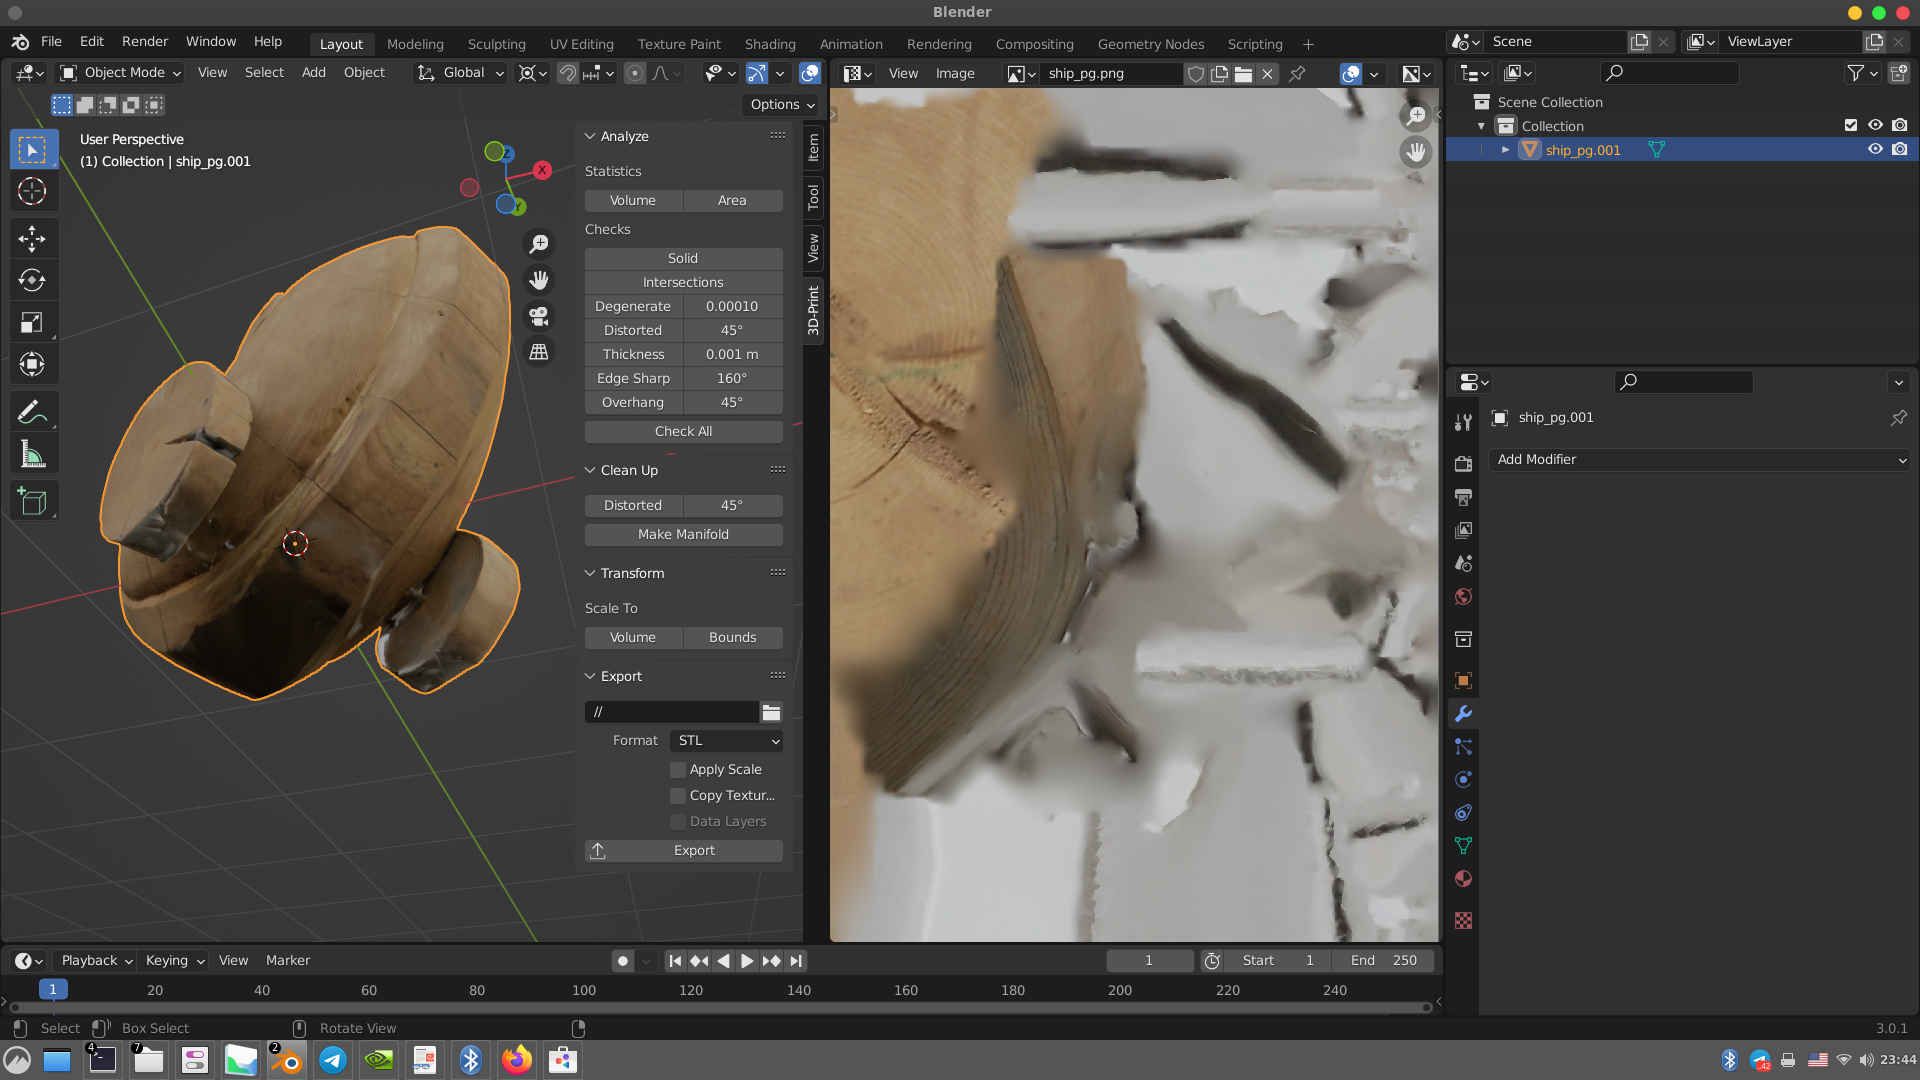 Blender
File Edit Render Window Help
Layout Modeling Sculpting UV Editing Texture Paint Shading Animation Rendering Compositing Geometry Nodes Scripting +
Scene
ViewLayer
Object Mode View Select Add Object Global
View Image ship_pg.png
Options
User Perspective
(1) Collection | ship_pg.001
Z
X
Y
Item
Tool
View
3D-Print
Analyze
Statistics
Volume Area
Checks
Solid
Intersections
Degenerate 0.00010
Distorted 45°
Thickness 0.001 m
Edge Sharp 160°
Overhang 45°
Check All
Clean Up
Distorted 45°
Make Manifold
Transform
Scale To
Volume Bounds
Export
//
Format STL
Apply Scale
Copy Textur...
Data Layers
Export
Scene Collection
Collection
ship_pg.001
ship_pg.001
Add Modifier
Playback Keying View Marker
1 Start 1 End 250
1 20 40 60 80 100 120 140 160 180 200 220 240
Select Box Select Rotate View
3.0.1
4 7 2
42
23:44